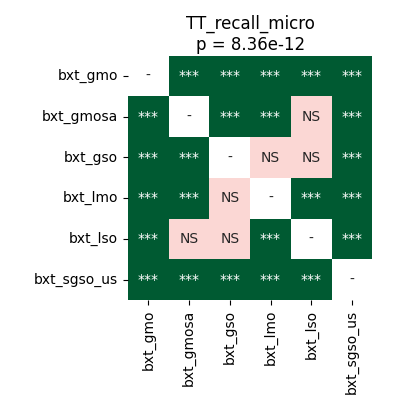 TT_recall_micro
p = 8.36e-12
bxt_gmo - *** *** *** *** ***
bxt_gmosa *** - *** *** NS ***
bxt_gso *** *** - NS NS ***
bxt_lmo *** *** NS - *** ***
bxt_lso *** NS NS *** - ***
bxt_sgso_us *** *** *** *** *** -
bxt_gmo
bxt_gmosa
bxt_gso
bxt_lmo
bxt_lso
bxt_sgso_us